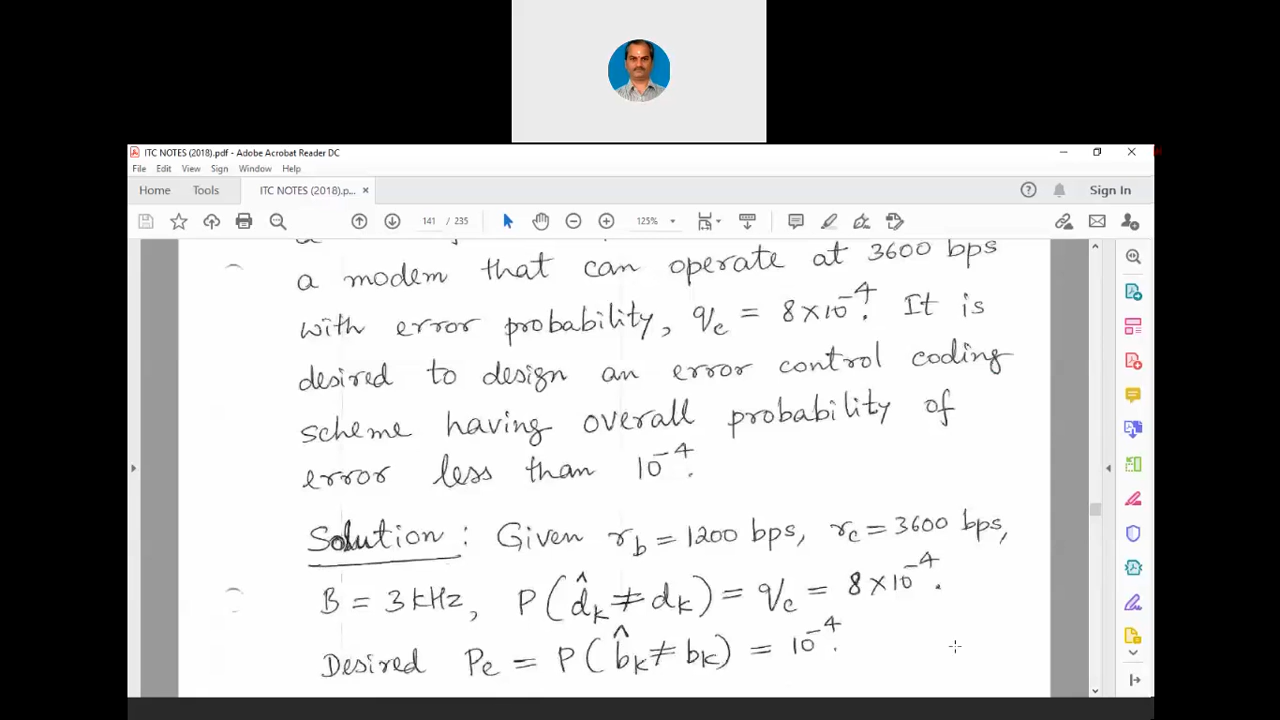 ITC NOTES (2018).pdf - Adobe Acrobat Reader DC
File Edit View Sign Window Help
Home Tools ITC NOTES (2018).p... × Sign In
141 / 235 125%
a modem that can operate at 3600 bps
with error probability, qc = 8×10⁻⁴. It is
desired to design an error control coding
scheme having overall probability of
error less than 10⁻⁴.
Solution: Given rb = 1200 bps, rc = 3600 bps,
B = 3 kHz, P(d̂k ≠ dk) = qc = 8×10⁻⁴.
Desired Pe = P(b̂k ≠ bk) = 10⁻⁴.